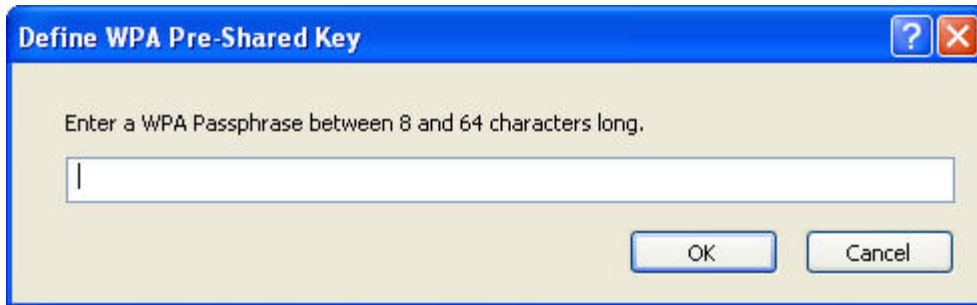 Define WPA Pre-Shared Key
?
Enter a WPA Passphrase between 8 and 64 characters long.
OK Cancel